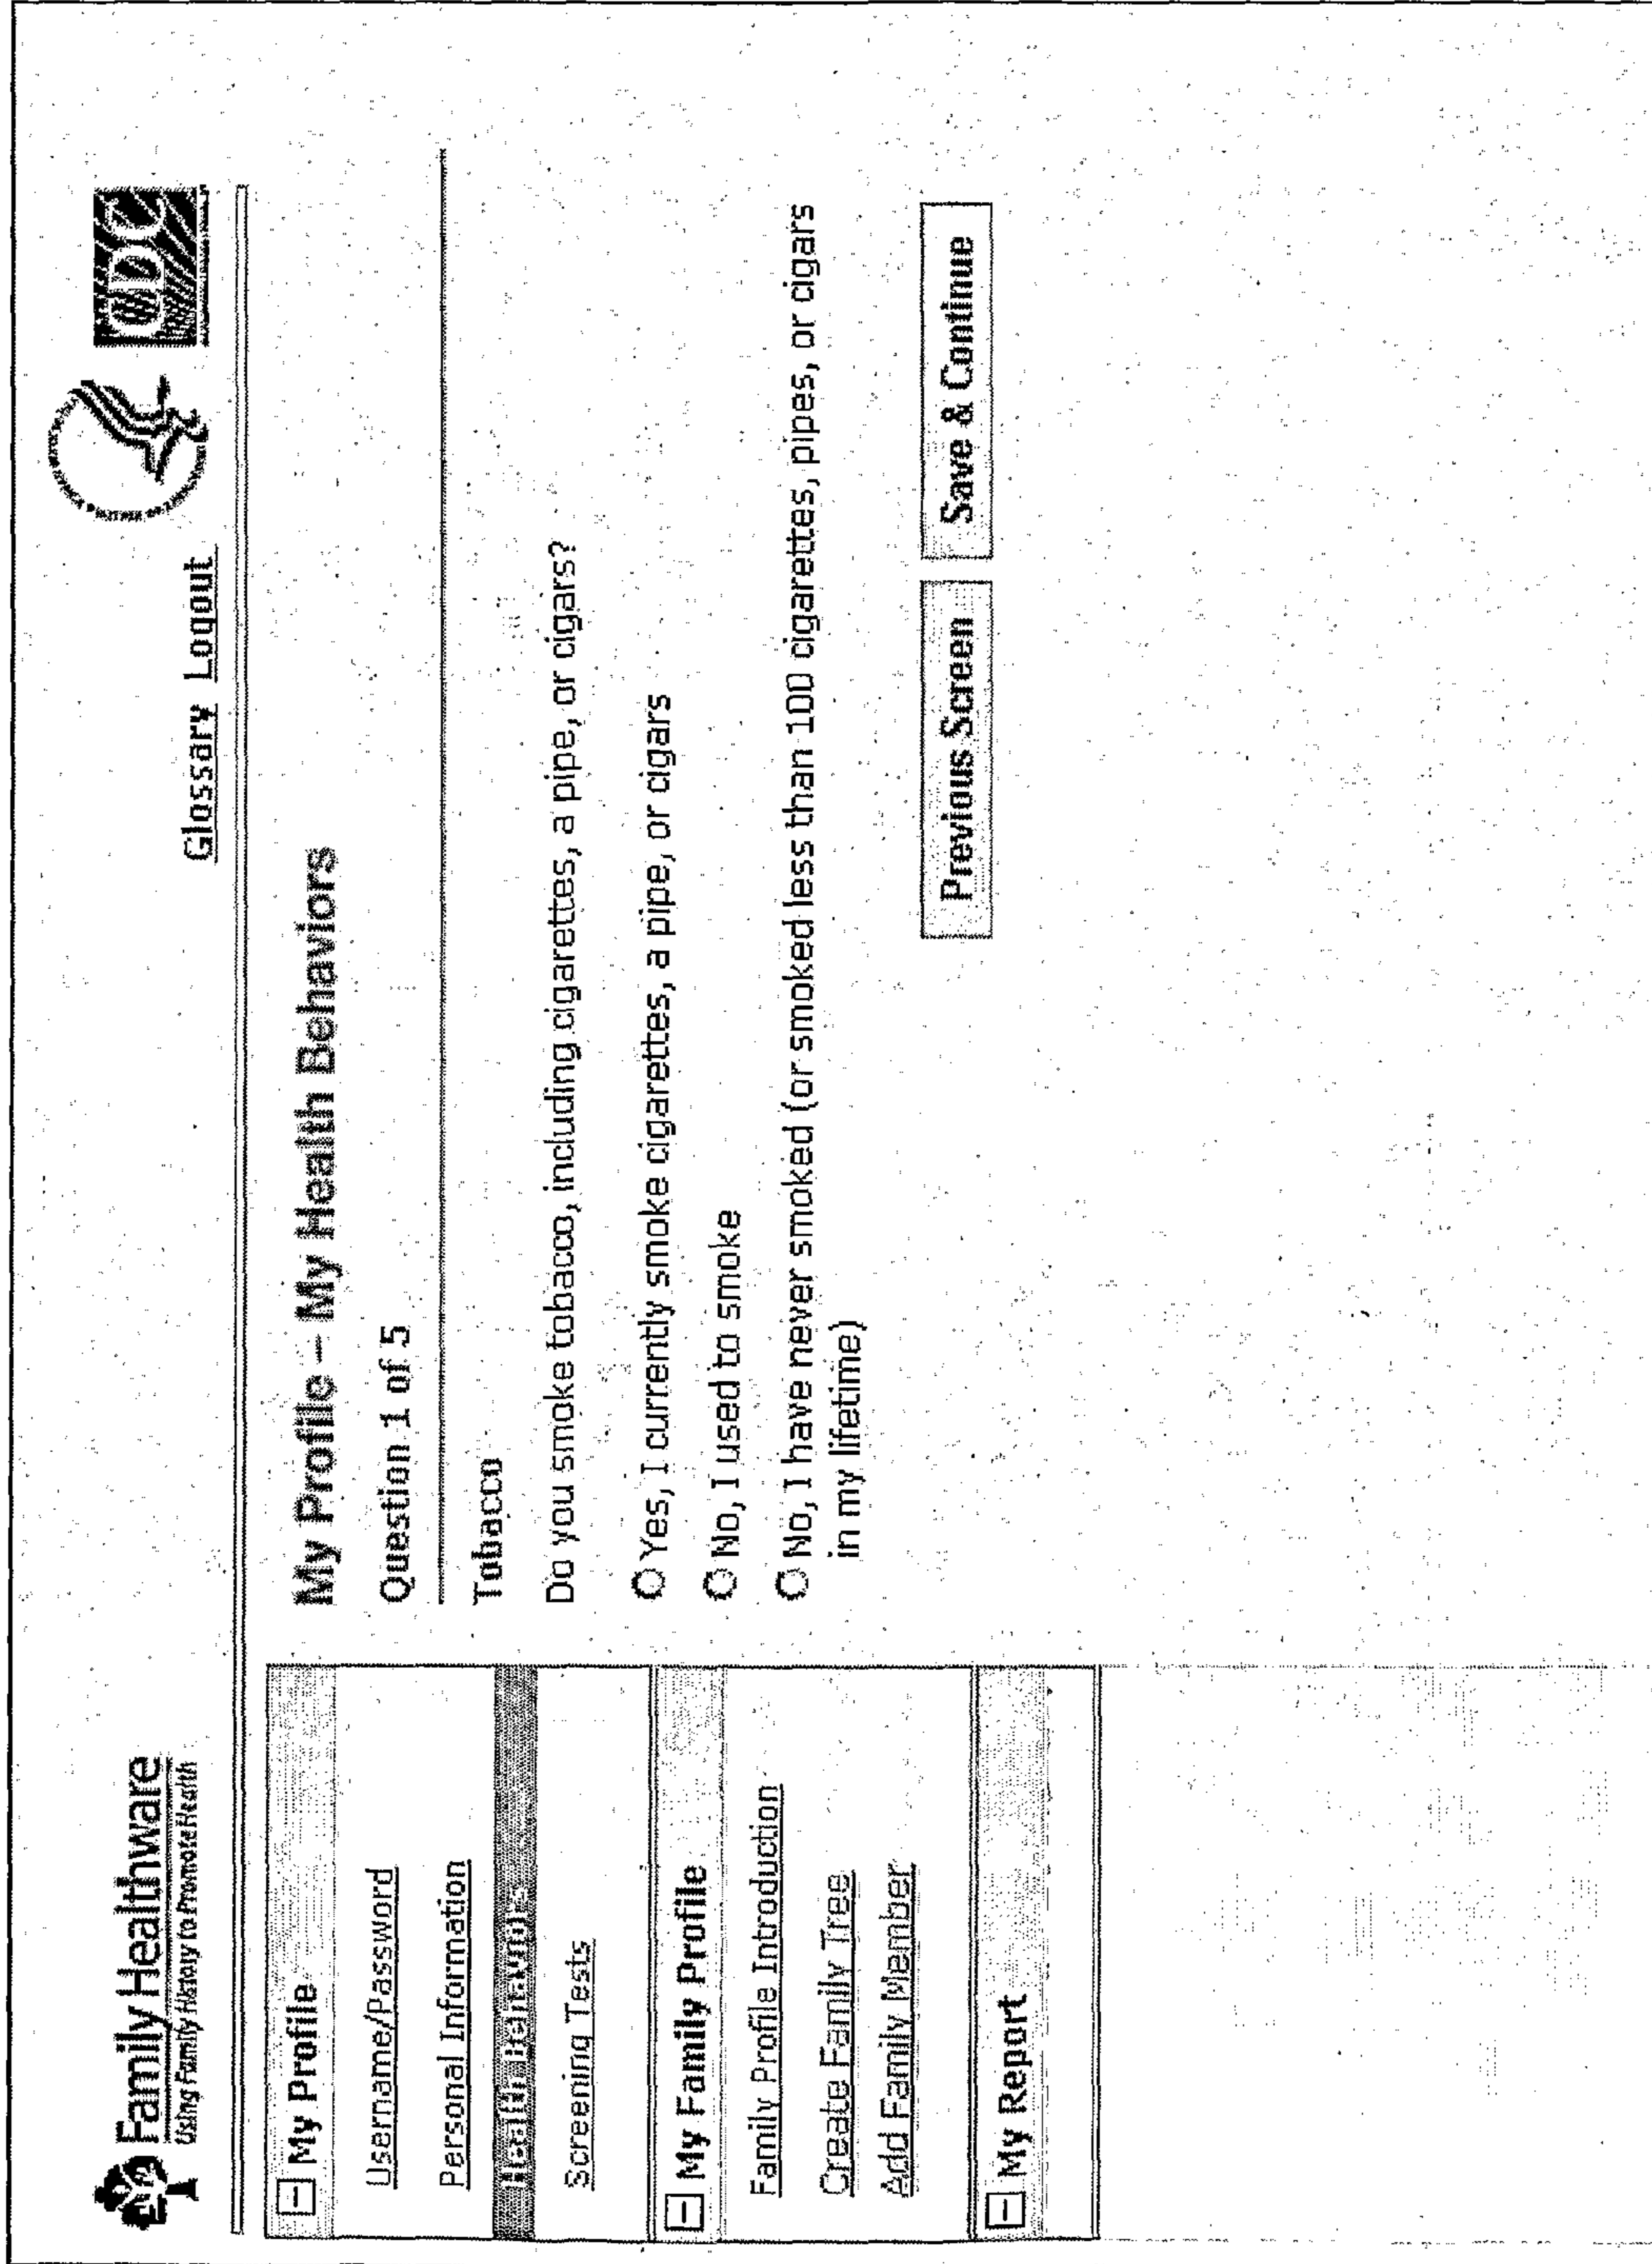 Family Healthware
Using Family History to Promote Health
Glossary Logout
CDC
My Profile
Username/Password
Personal Information
Health Behaviors
Screening Tests
My Family Profile
Family Profile Introduction
Create Family Tree
Add Family Member
My Report
My Profile – My Health Behaviors
Question 1 of 5
Tobacco
Do you smoke tobacco, including cigarettes, a pipe, or cigars?
Yes, I currently smoke cigarettes, a pipe, or cigars
No, I used to smoke
No, I have never smoked (or smoked less than 100 cigarettes, pipes, or cigars
in my lifetime)
Previous Screen
Save & Continue